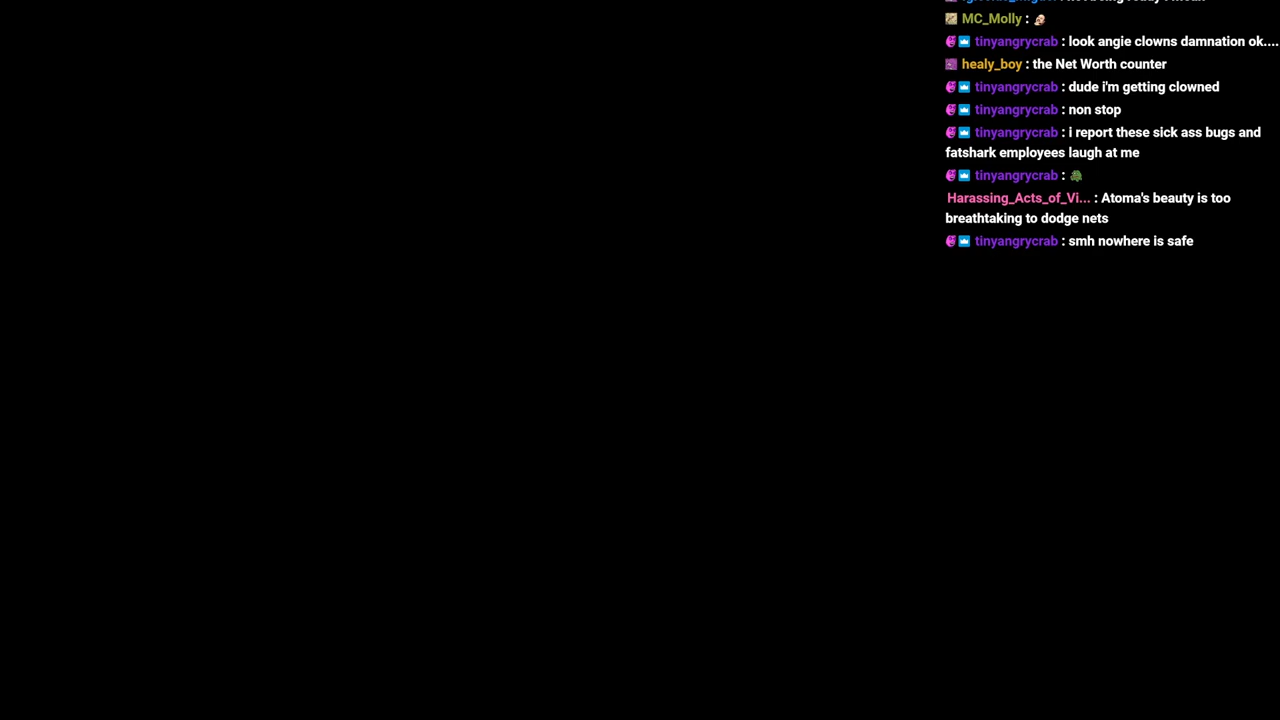 MC_Molly :
tinyangrycrab : look angie clowns damnation ok....
healy_boy : the Net Worth counter
tinyangrycrab : dude i'm getting clowned
tinyangrycrab : non stop
tinyangrycrab : i report these sick ass bugs and
fatshark employees laugh at me
tinyangrycrab :
Harassing_Acts_of_Vi... : Atoma's beauty is too
breathtaking to dodge nets
tinyangrycrab : smh nowhere is safe